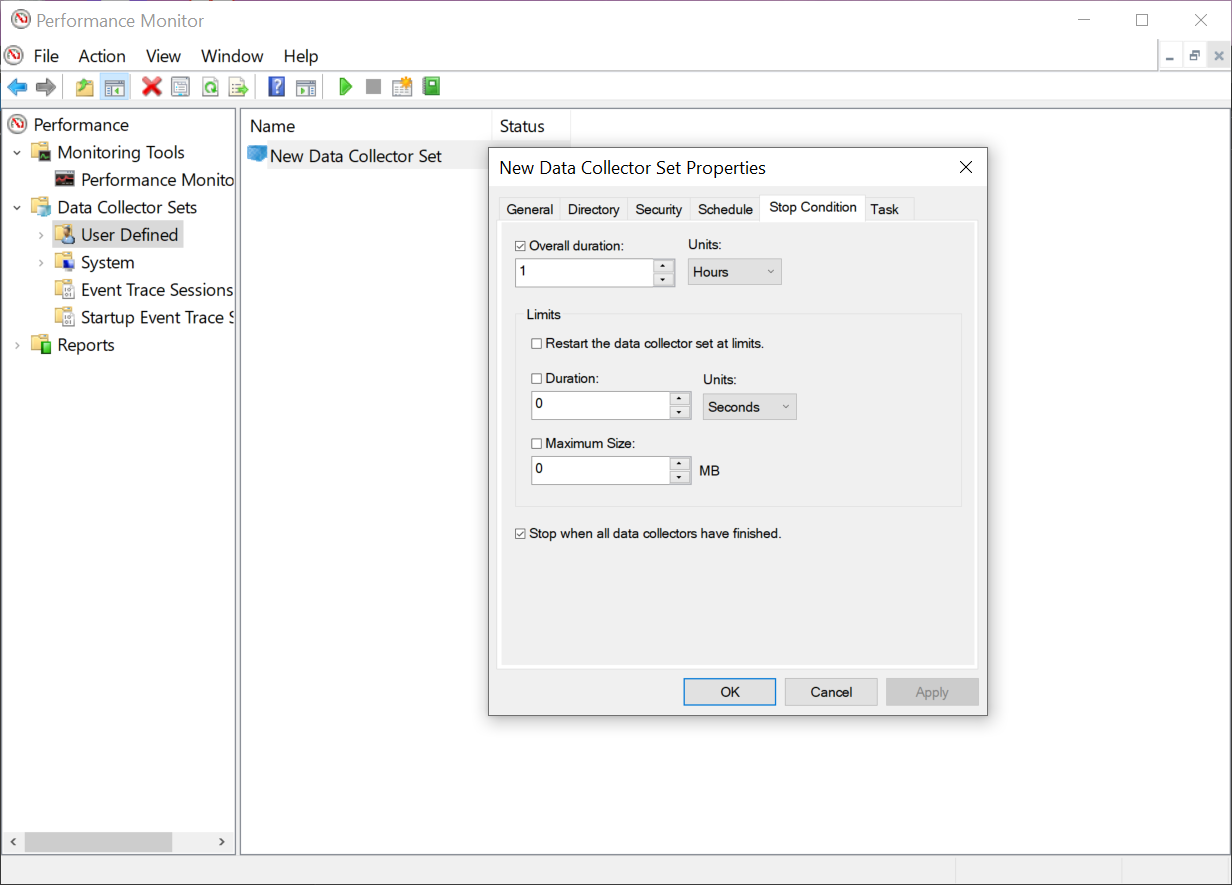 Performance Monitor
File Action View Window Help
Performance
Monitoring Tools
Performance Monito
Data Collector Sets
User Defined
System
Event Trace Sessions
Startup Event Trace S
Reports
Name Status
New Data Collector Set
New Data Collector Set Properties
General Directory Security Schedule Stop Condition Task
Overall duration: Units:
1 Hours
Limits
Restart the data collector set at limits.
Duration: Units:
0 Seconds
Maximum Size:
0 MB
Stop when all data collectors have finished.
OK Cancel Apply